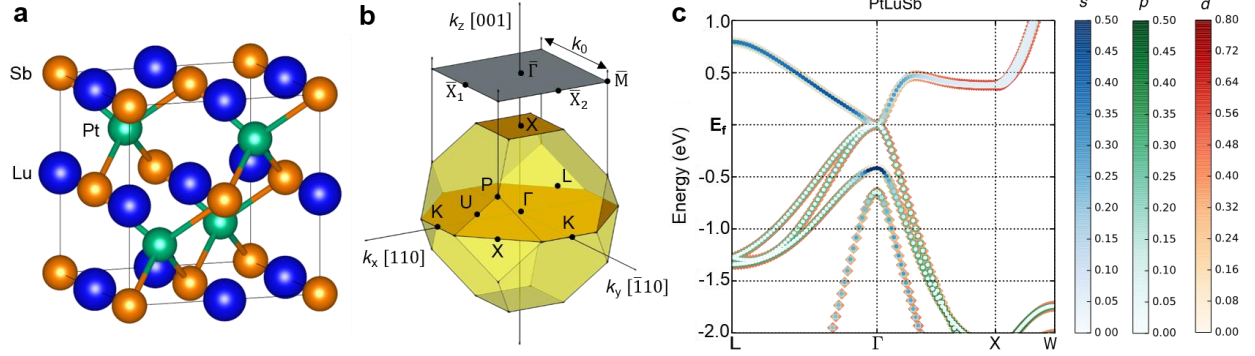 a
Sb
Pt
Lu
b
k_z [001]
k_0
Γ̄
M̄
X̄_1
X̄_2
X
L
P
U
Γ
K
K
X
k_x [110]
k_y [1̄10]
c
PtLuSb
Energy (eV)
1.0
0.5
E_f
-0.5
-1.0
-1.5
-2.0
L Γ X W
s
0.50
0.45
0.40
0.35
0.30
0.25
0.20
0.15
0.10
0.05
0 00
p
0.50
0.45
0.40
0.35
0.30
0.25
0.20
0.15
0.10
0.05
0.00
d
0.80
0.72
0.64
0.56
0.48
0.40
0.32
0.24
0.16
0.08
0 00